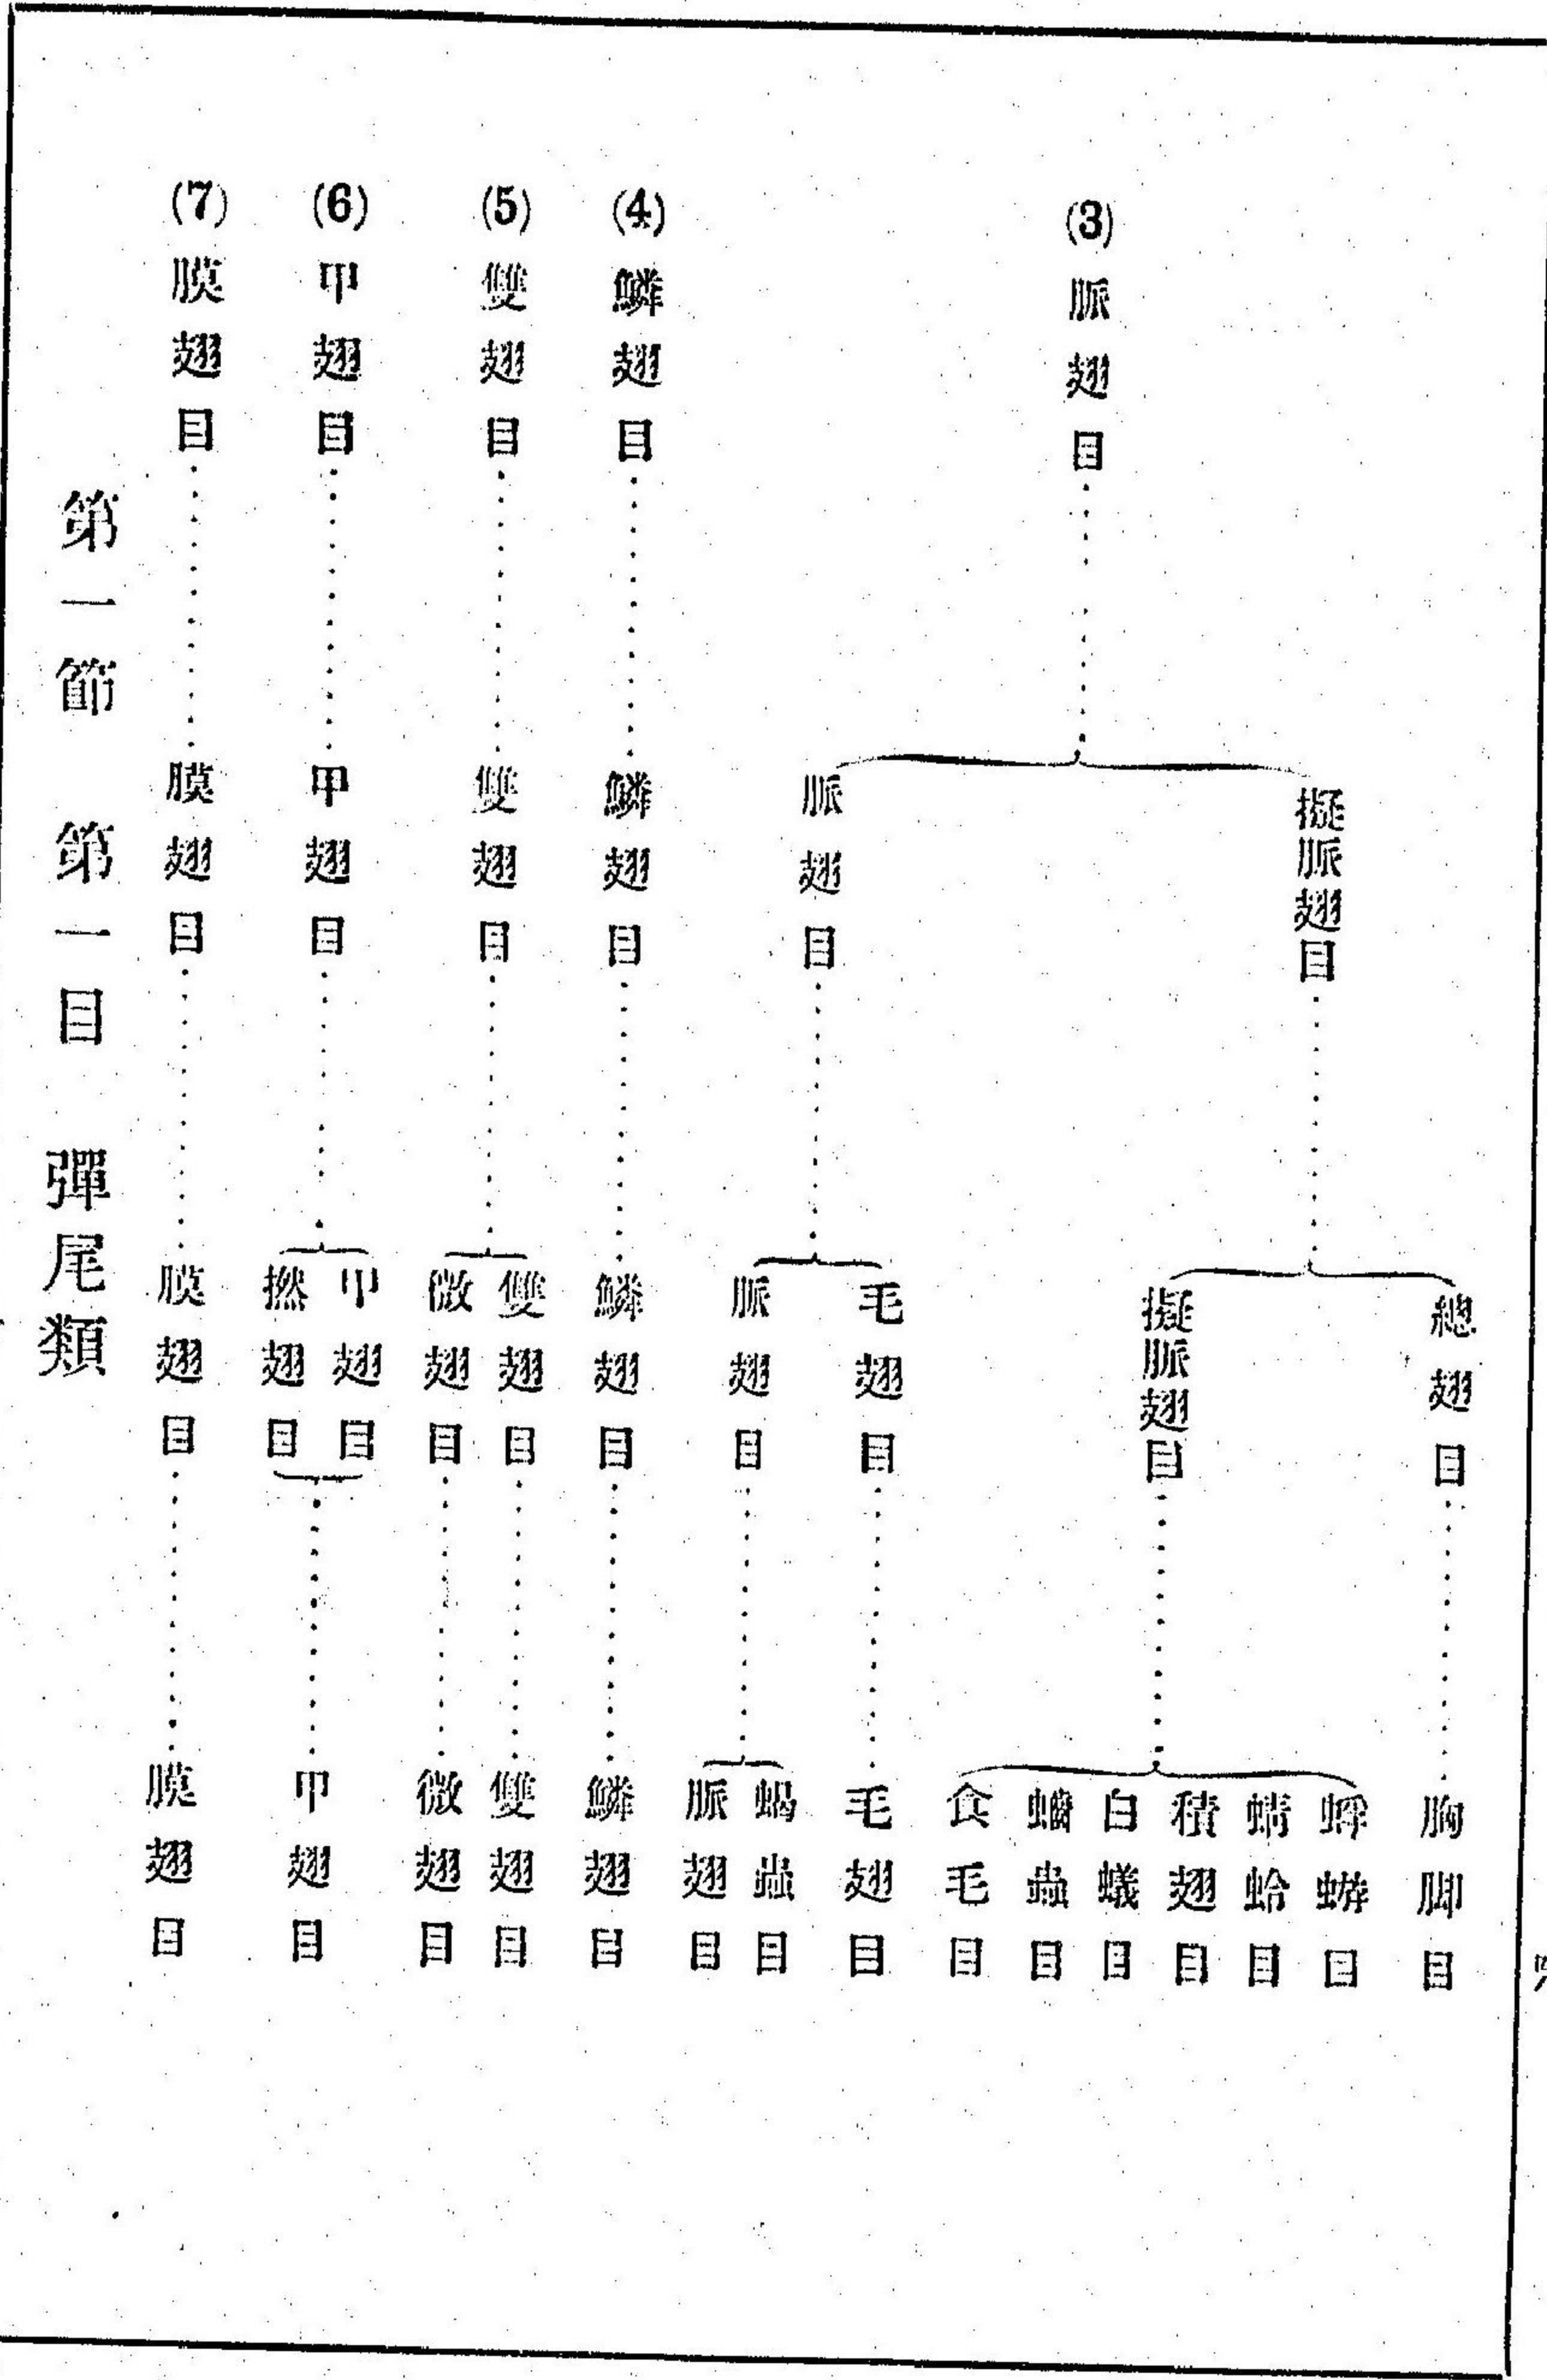 (3)脈翅目
擬脈翅目
總翅目
胸脚目
擬脈翅目
蜉蝣目
蜻蛉目
積翅目
白蟻目
蟲目
食毛目
脈翅目
毛翅目
毛翅目
脈翅目
蝎蟲目
脈翅目
(4)鱗翅目
鱗翅目
鱗翅目
鱗翅目
(5)雙翅目
雙翅目
雙翅目
雙翅目
微翅目
微翅目
(6)甲翅目
甲翅目
甲翅目
撚翅目
甲翅目
(7)膜翅目
膜翅目
膜翅目
膜翅目
第一節 第一目 彈尾類